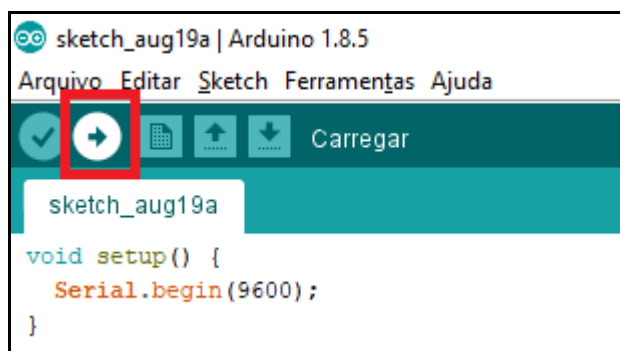 sketch_aug19a | Arduino 1.8.5
Arquivo Editar Sketch Ferramentas Ajuda
Carregar
sketch_aug19a
void setup() {
  Serial.begin(9600);
}